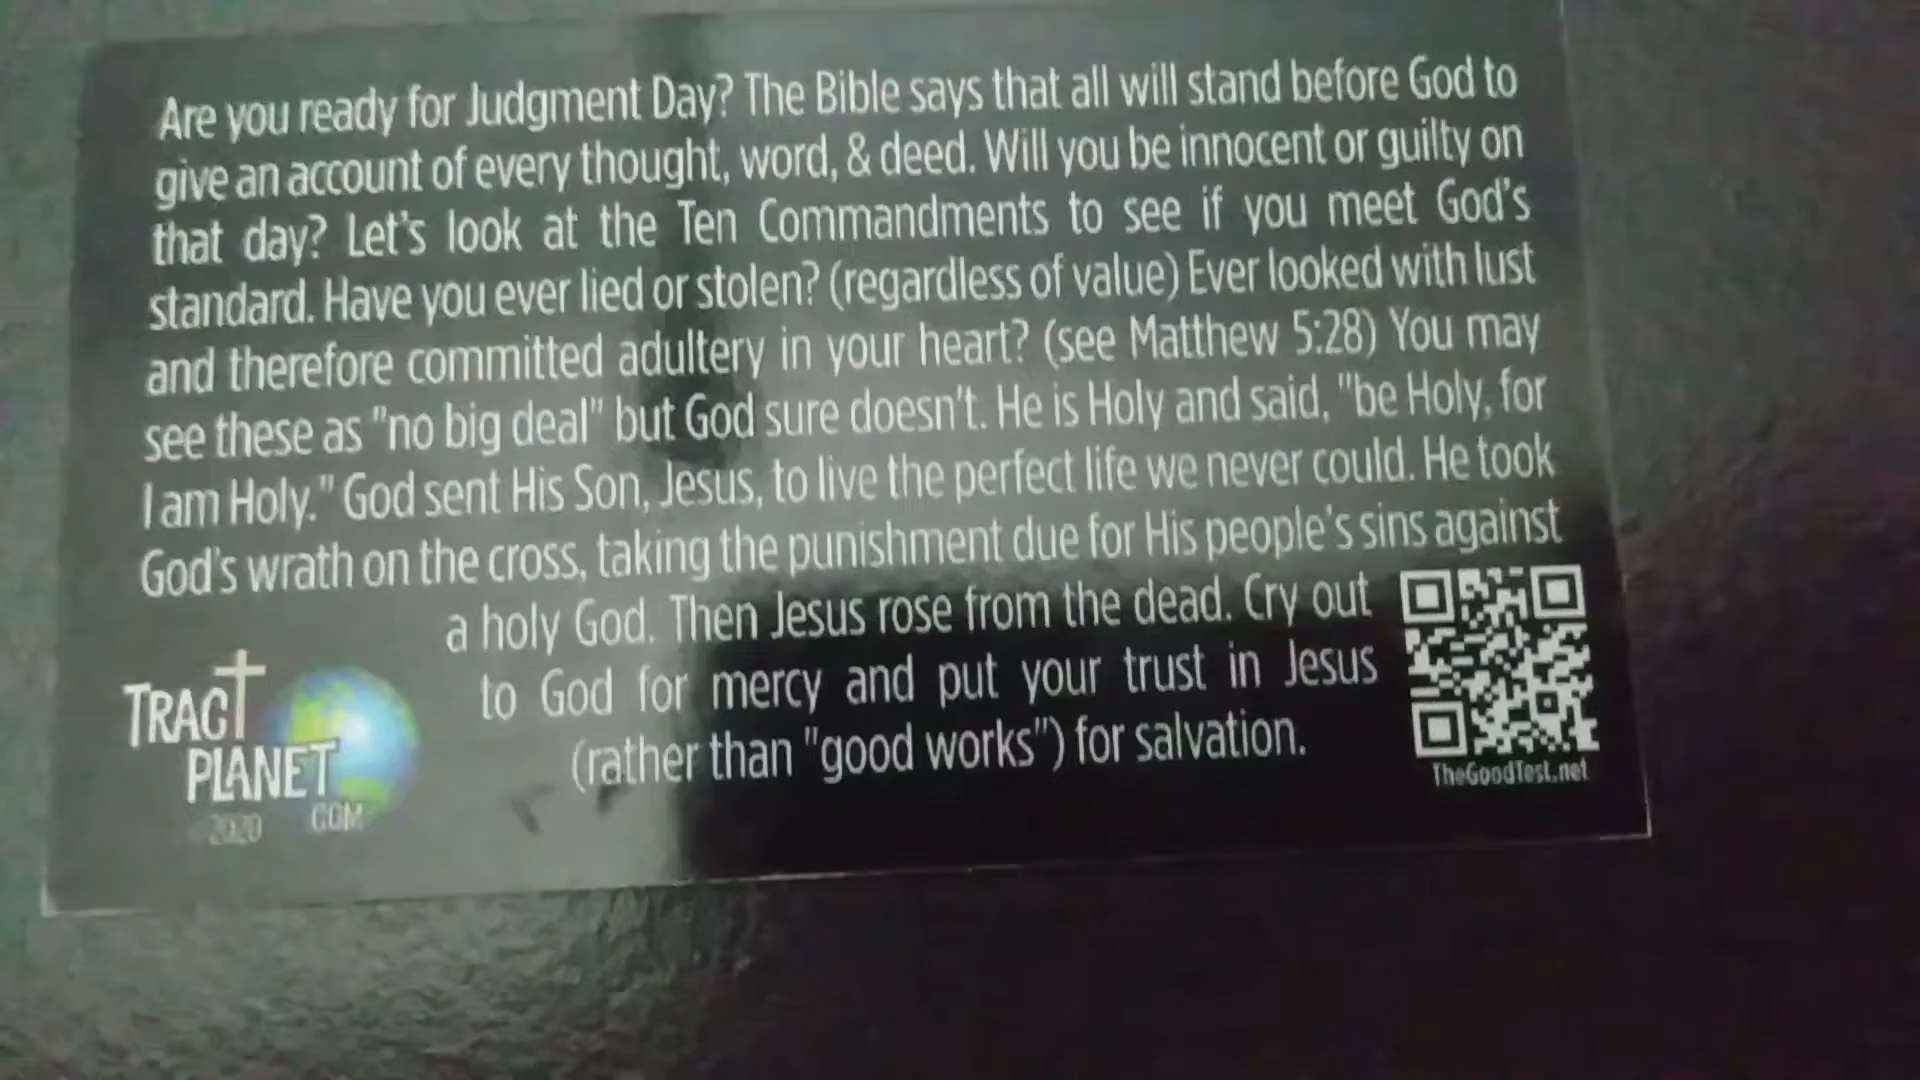 Are you ready for Judgment Day? The Bible says that all will stand before God to
give an account of every thought, word, & deed. Will you be innocent or guilty on
that day? Let's look at the Ten Commandments to see if you meet God's
standard. Have you ever lied or stolen? (regardless of value) Ever looked with lust
and therefore committed adultery in your heart? (see Matthew 5:28) You may
see these as "no big deal" but God sure doesn't. He is Holy and said, "be Holy, for
I am Holy." God sent His Son, Jesus, to live the perfect life we never could. He took
God's wrath on the cross, taking the punishment due for His people's sins against
a holy God. Then Jesus rose from the dead. Cry out
to God for mercy and put your trust in Jesus
(rather than "good works") for salvation.
TRACT
PLANET
©2020 .COM
TheGoodTest.net